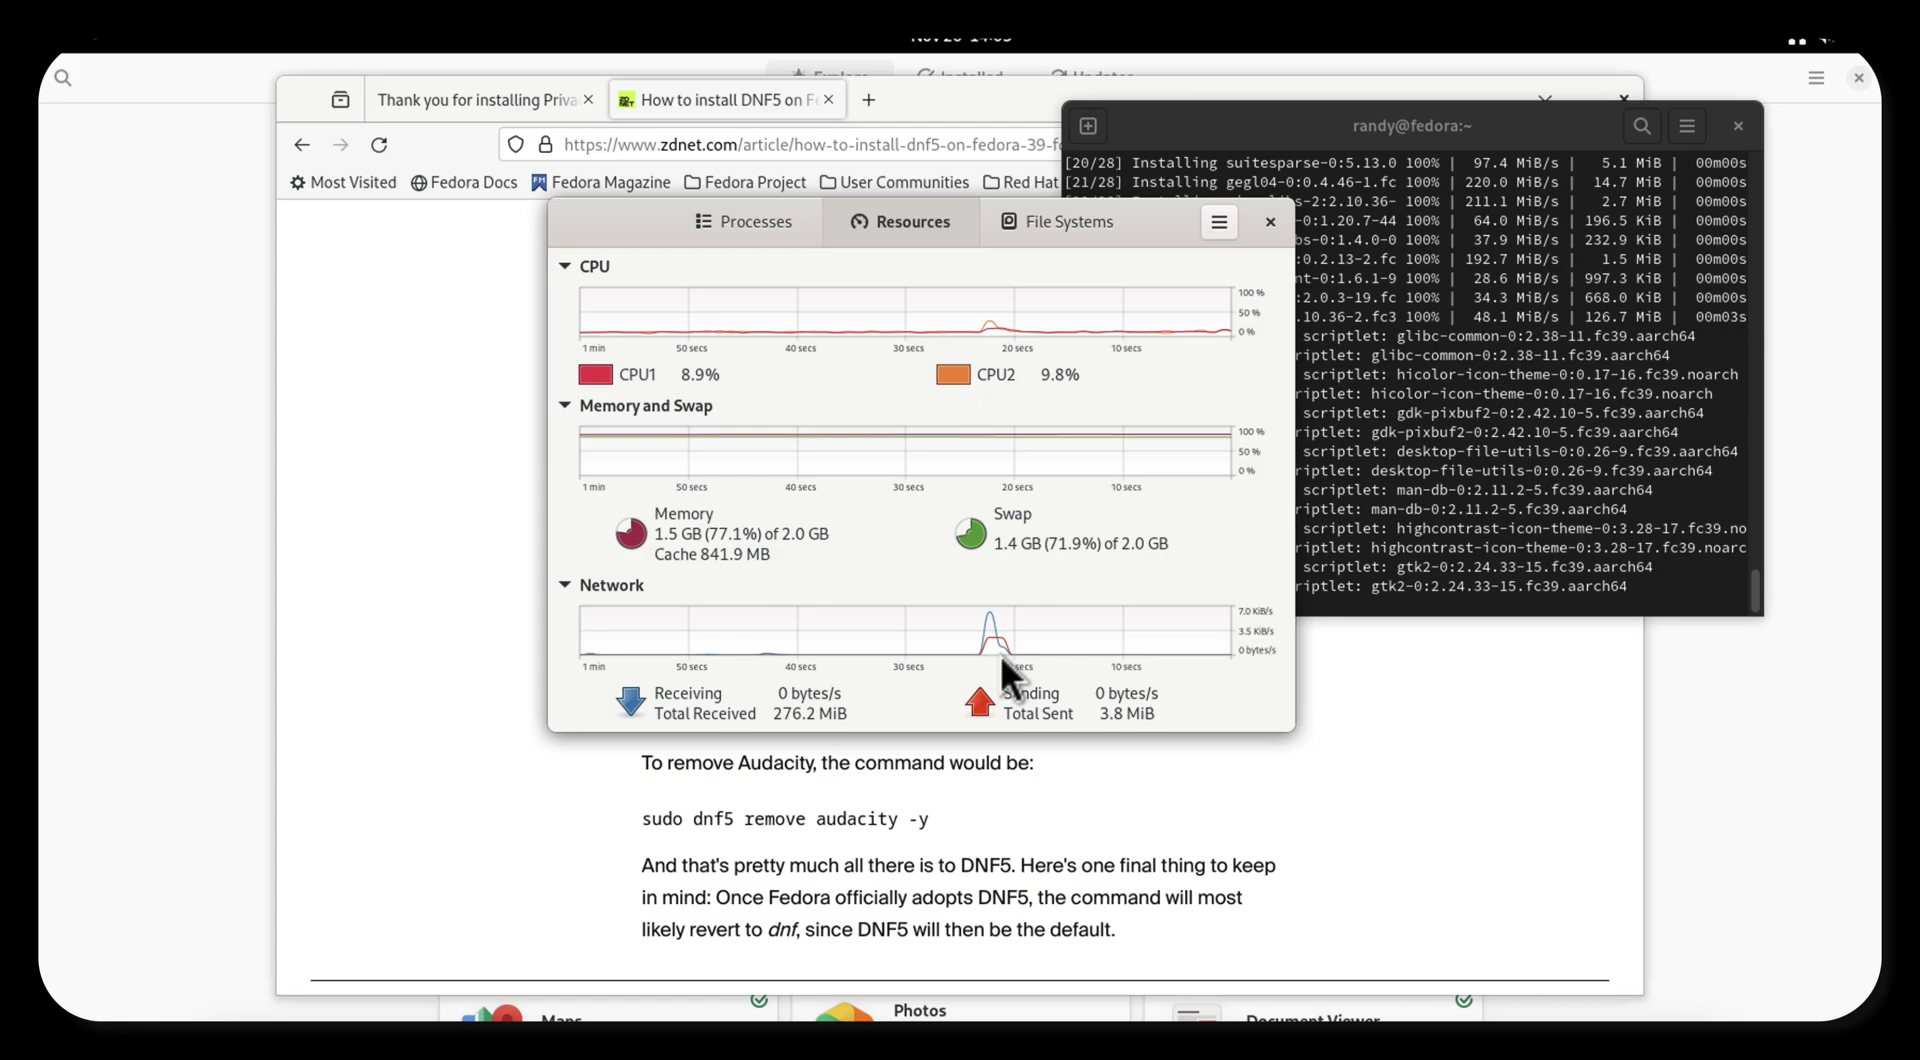 Explore
Installed
Updates
Thank you for installing Priva
How to install DNF5 on Fe
https://www.zdnet.com/article/how-to-install-dnf5-on-fedora-39-fo
Most Visited
Fedora Docs
Fedora Magazine
Fedora Project
User Communities
Red Hat
randy@fedora:~
[20/28] Installing suitesparse-0:5.13.0 100% | 97.4 MiB/s | 5.1 MiB | 00m00s
[21/28] Installing gegl04-0:0.4.46-1.fc 100% | 220.0 MiB/s | 14.7 MiB | 00m00s
s-2:2.10.36- 100% | 211.1 MiB/s | 2.7 MiB | 00m00s
-0:1.20.7-44 100% | 64.0 MiB/s | 196.5 KiB | 00m00s
bs-0:1.4.0-0 100% | 37.9 MiB/s | 232.9 KiB | 00m00s
:0.2.13-2.fc 100% | 192.7 MiB/s | 1.5 MiB | 00m00s
nt-0:1.6.1-9 100% | 28.6 MiB/s | 997.3 KiB | 00m00s
:2.0.3-19.fc 100% | 34.3 MiB/s | 668.0 KiB | 00m00s
.10.36-2.fc3 100% | 48.1 MiB/s | 126.7 MiB | 00m03s
scriptlet: glibc-common-0:2.38-11.fc39.aarch64
riptlet: glibc-common-0:2.38-11.fc39.aarch64
scriptlet: hicolor-icon-theme-0:0.17-16.fc39.noarch
riptlet: hicolor-icon-theme-0:0.17-16.fc39.noarch
scriptlet: gdk-pixbuf2-0:2.42.10-5.fc39.aarch64
riptlet: gdk-pixbuf2-0:2.42.10-5.fc39.aarch64
scriptlet: desktop-file-utils-0:0.26-9.fc39.aarch64
riptlet: desktop-file-utils-0:0.26-9.fc39.aarch64
scriptlet: man-db-0:2.11.2-5.fc39.aarch64
riptlet: man-db-0:2.11.2-5.fc39.aarch64
scriptlet: highcontrast-icon-theme-0:3.28-17.fc39.no
riptlet: highcontrast-icon-theme-0:3.28-17.fc39.noarc
scriptlet: gtk2-0:2.24.33-15.fc39.aarch64
riptlet: gtk2-0:2.24.33-15.fc39.aarch64
Processes
Resources
File Systems
CPU
100 %
50 %
0 %
1 min 50 secs 40 secs 30 secs 20 secs 10 secs
CPU1 8.9%
CPU2 9.8%
Memory and Swap
100 %
50 %
0 %
1 min 50 secs 40 secs 30 secs 20 secs 10 secs
Memory
1.5 GB (77.1%) of 2.0 GB
Cache 841.9 MB
Swap
1.4 GB (71.9%) of 2.0 GB
Network
7.0 KiB/s
3.5 KiB/s
0 bytes/s
1 min 50 secs 40 secs 30 secs secs 10 secs
Receiving 0 bytes/s
Total Received 276.2 MiB
nding 0 bytes/s
Total Sent 3.8 MiB
To remove Audacity, the command would be:
sudo dnf5 remove audacity -y
And that's pretty much all there is to DNF5. Here's one final thing to keep
in mind: Once Fedora officially adopts DNF5, the command will most
likely revert to dnf, since DNF5 will then be the default.
Maps
Photos
Document Viewer